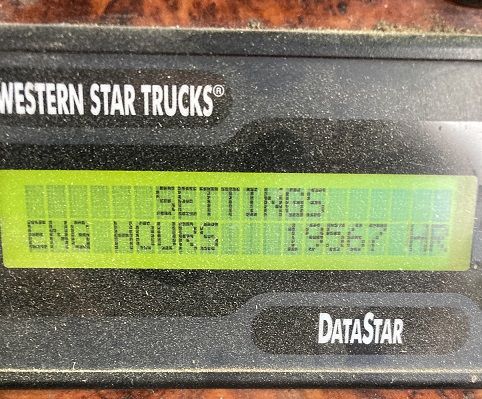 WESTERN STAR TRUCKS®
SETTINGS
ENG HOURS 19567 HR
DATASTAR